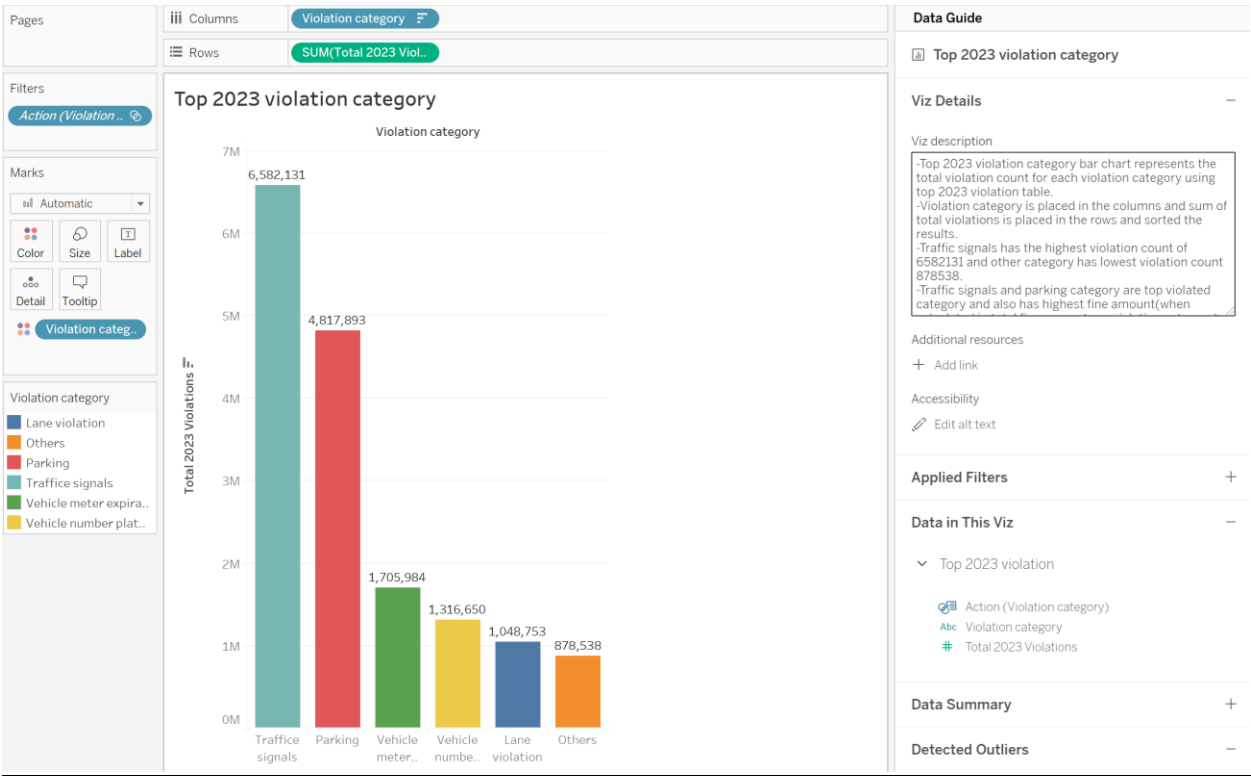 Pages
Columns
Violation category
Rows
SUM(Total 2023 Viol..
Filters
Action (Violation ..
Marks
Automatic
Color
Size
Label
Detail
Tooltip
Violation categ..
Violation category
Lane violation
Others
Parking
Traffice signals
Vehicle meter expira..
Vehicle number plat..
Top 2023 violation category
Violation category
Total 2023 Violations
7M
6M
5M
4M
3M
2M
1M
0M
6,582,131
4,817,893
1,705,984
1,316,650
1,048,753
878,538
Traffice signals
Parking
Vehicle meter..
Vehicle numbe..
Lane violation
Others
Data Guide
Top 2023 violation category
Viz Details
Viz description
-Top 2023 violation category bar chart represents the
total violation count for each violation category using
top 2023 violation table.
-Violation category is placed in the columns and sum of
total violations is placed in the rows and sorted the
results.
-Traffic signals has the highest violation count of
6582131 and other category has lowest violation count
878538.
-Traffic signals and parking category are top violated
category and also has highest fine amount(when
Additional resources
Add link
Accessibility
Edit alt text
Applied Filters
Data in This Viz
Top 2023 violation
Action (Violation category)
Abc Violation category
# Total 2023 Violations
Data Summary
Detected Outliers